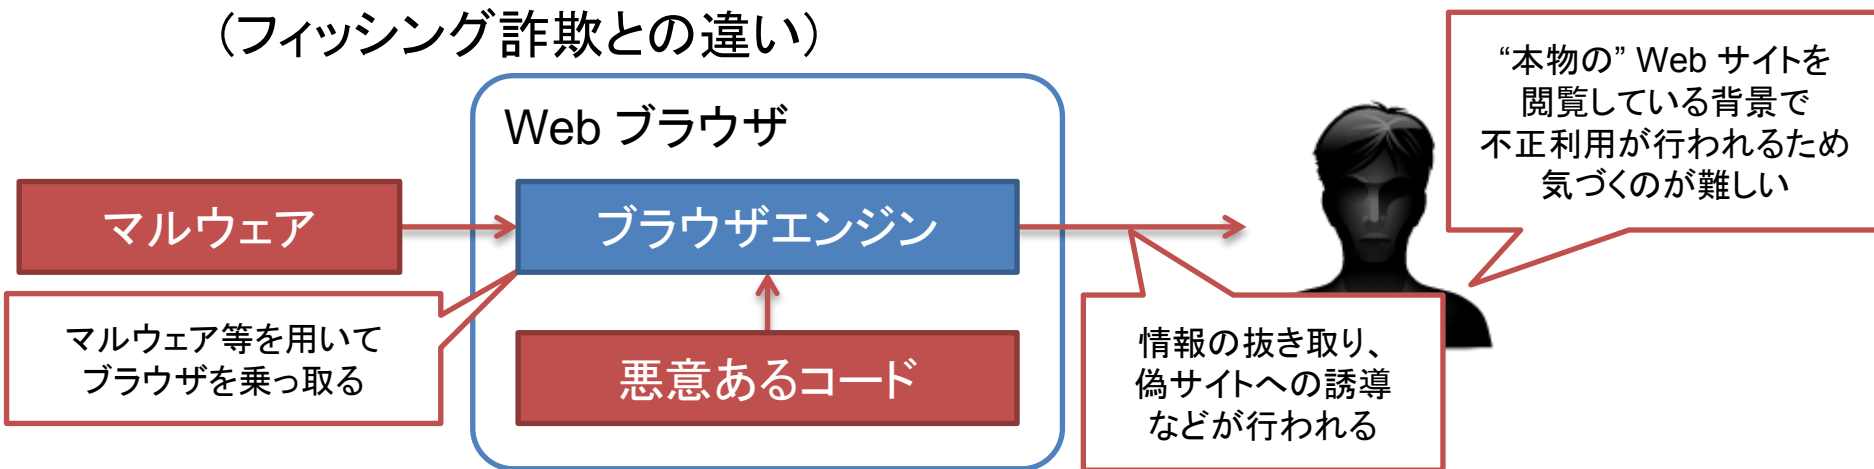 (フィッシング詐欺との違い)
Web ブラウザ
マルウェア
ブラウザエンジン
悪意あるコード
マルウェア等を用いて
ブラウザを乗っ取る
情報の抜き取り、
偽サイトへの誘導
などが行われる
“本物の” Web サイトを
閲覧している背景で
不正利用が行われるため
気づくのが難しい